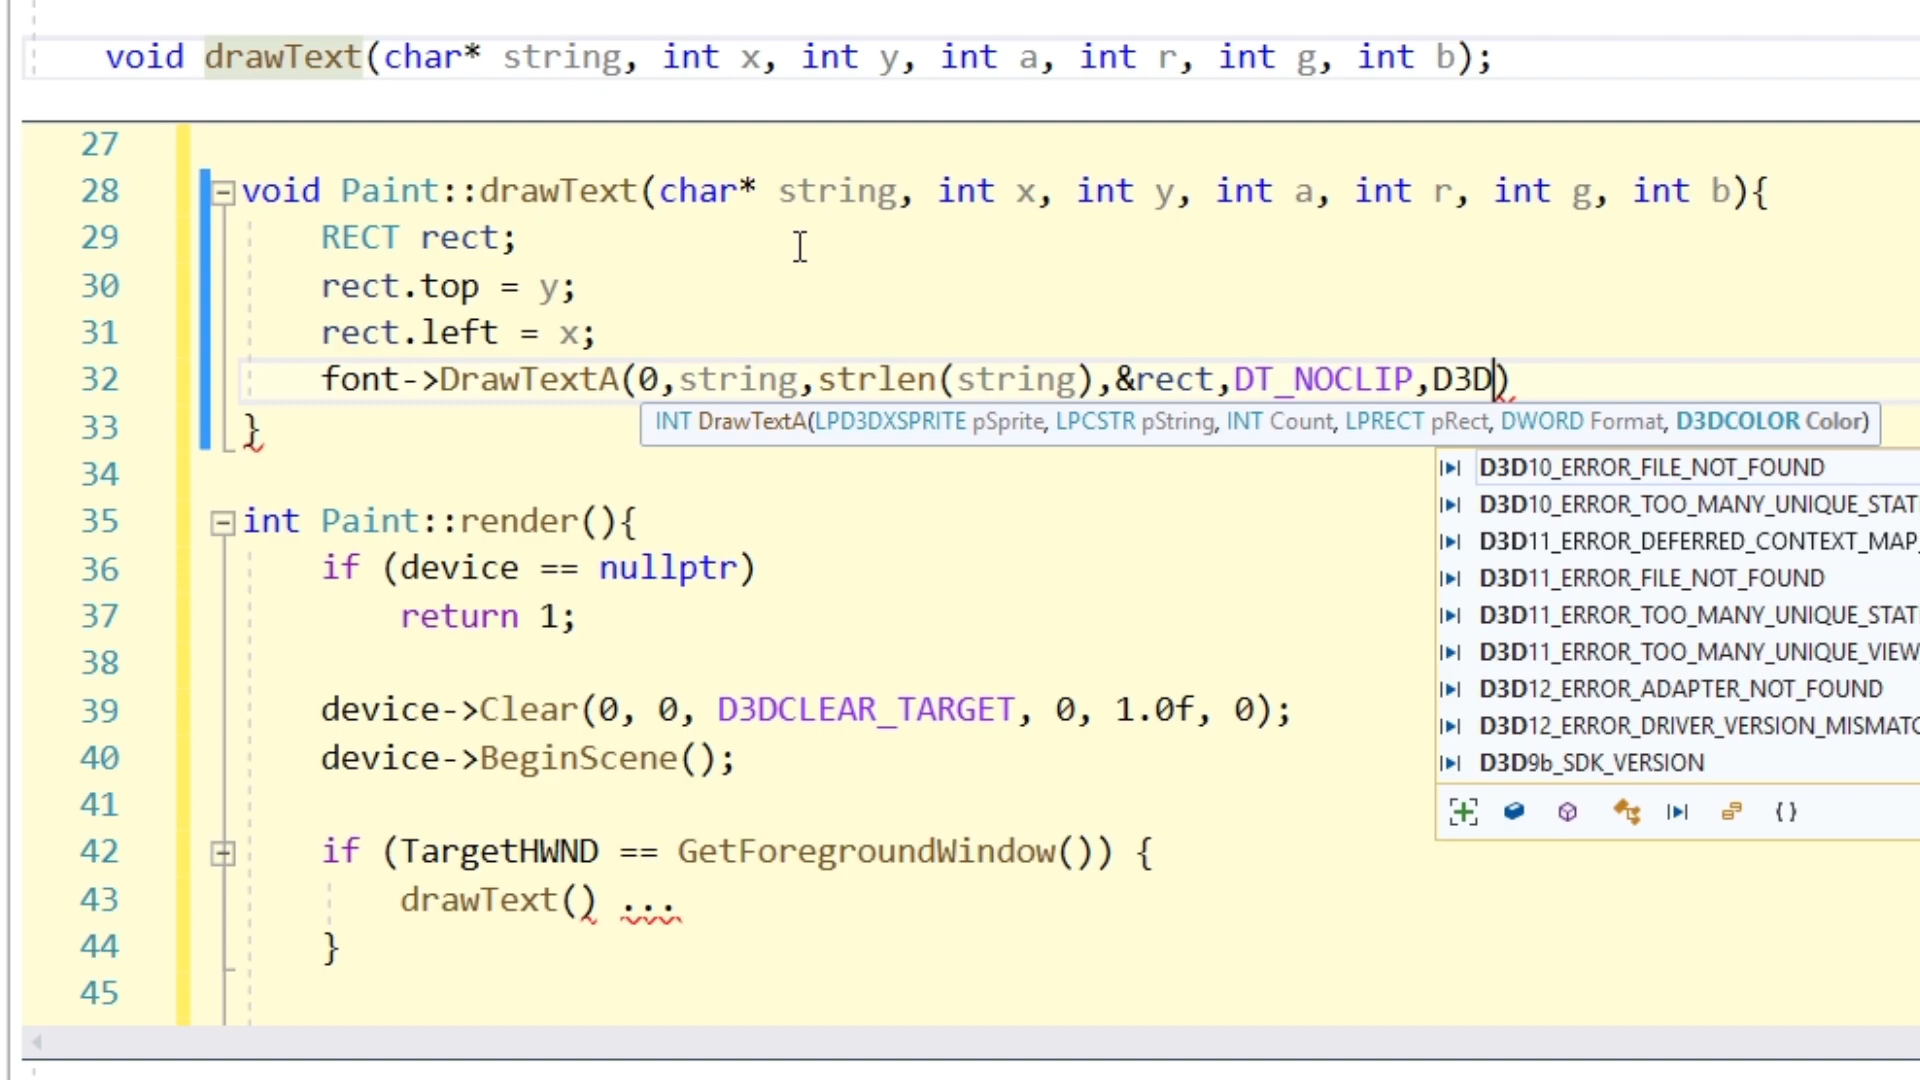 void drawText(char* string, int x, int y, int a, int r, int g, int b);
27
28 void Paint::drawText(char* string, int x, int y, int a, int r, int g, int b){
29 RECT rect;
30 rect.top = y;
31 rect.left = x;
32 font->DrawTextA(0,string,strlen(string),&rect,DT_NOCLIP,D3D)
INT DrawTextA(LPD3DXSPRITE pSprite, LPCSTR pString, INT Count, LPRECT pRect, DWORD Format, D3DCOLOR Color)
33 }
D3D10_ERROR_FILE_NOT_FOUND
D3D10_ERROR_TOO_MANY_UNIQUE_STAT
D3D11_ERROR_DEFERRED_CONTEXT_MAP_
D3D11_ERROR_FILE_NOT_FOUND
D3D11_ERROR_TOO_MANY_UNIQUE_STAT
D3D11_ERROR_TOO_MANY_UNIQUE_VIEW
D3D12_ERROR_ADAPTER_NOT_FOUND
D3D12_ERROR_DRIVER_VERSION_MISMATC
D3D9b_SDK_VERSION
34
35 int Paint::render(){
36 if (device == nullptr)
37 return 1;
38
39 device->Clear(0, 0, D3DCLEAR_TARGET, 0, 1.0f, 0);
40 device->BeginScene();
41
42 if (TargetHWND == GetForegroundWindow()) {
43 drawText() ...
44 }
45